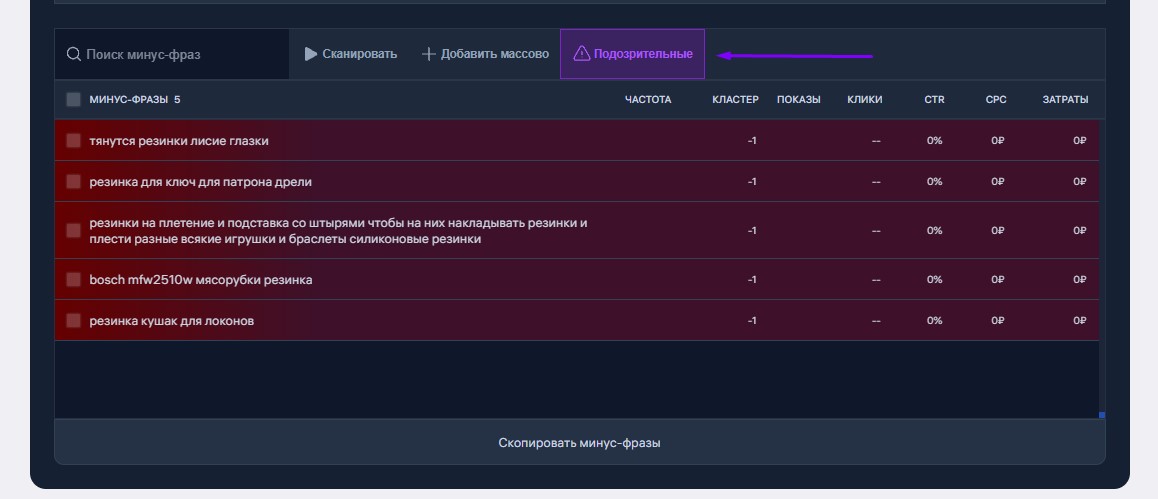 Поиск минус-фраз Сканировать Добавить массово Подозрительные
МИНУС-ФРАЗЫ 5 ЧАСТОТА КЛАСТЕР ПОКАЗЫ КЛИКИ CTR CPC ЗАТРАТЫ
тянутся резинки лисие глазки -1 -- 0% 0₽ 0₽
резинка для ключ для патрона дрели -1 -- 0% 0₽ 0₽
резинки на плетение и подставка со штырями чтобы на них накладывать резинки и
плести разные всякие игрушки и браслеты силиконовые резинки -1 -- 0% 0₽ 0₽
bosch mfw2510w мясорубки резинка -1 -- 0% 0₽ 0₽
резинка кушак для локонов -1 -- 0% 0₽ 0₽
Скопировать минус-фразы